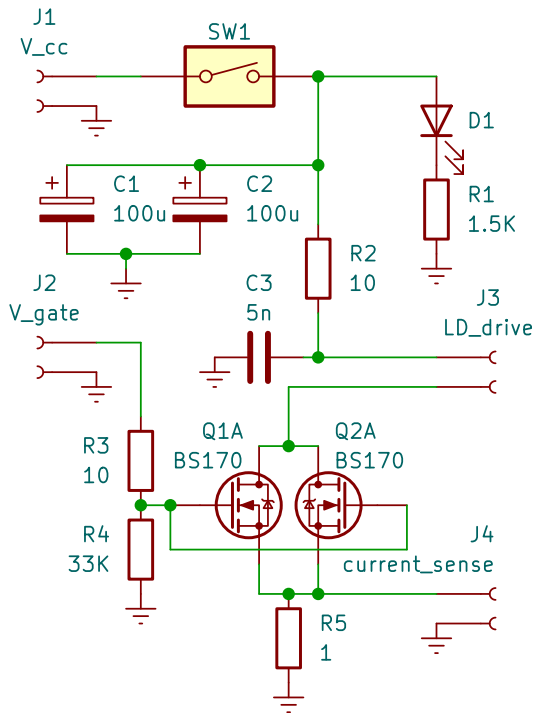 J1
V_cc
SW1
D1
C1
100u
C2
100u
R1
1.5K
J2
V_gate
C3
5n
R2
10
J3
LD_drive
Q1A
BS170
Q2A
BS170
R3
10
R4
33K
J4
current_sense
R5
1